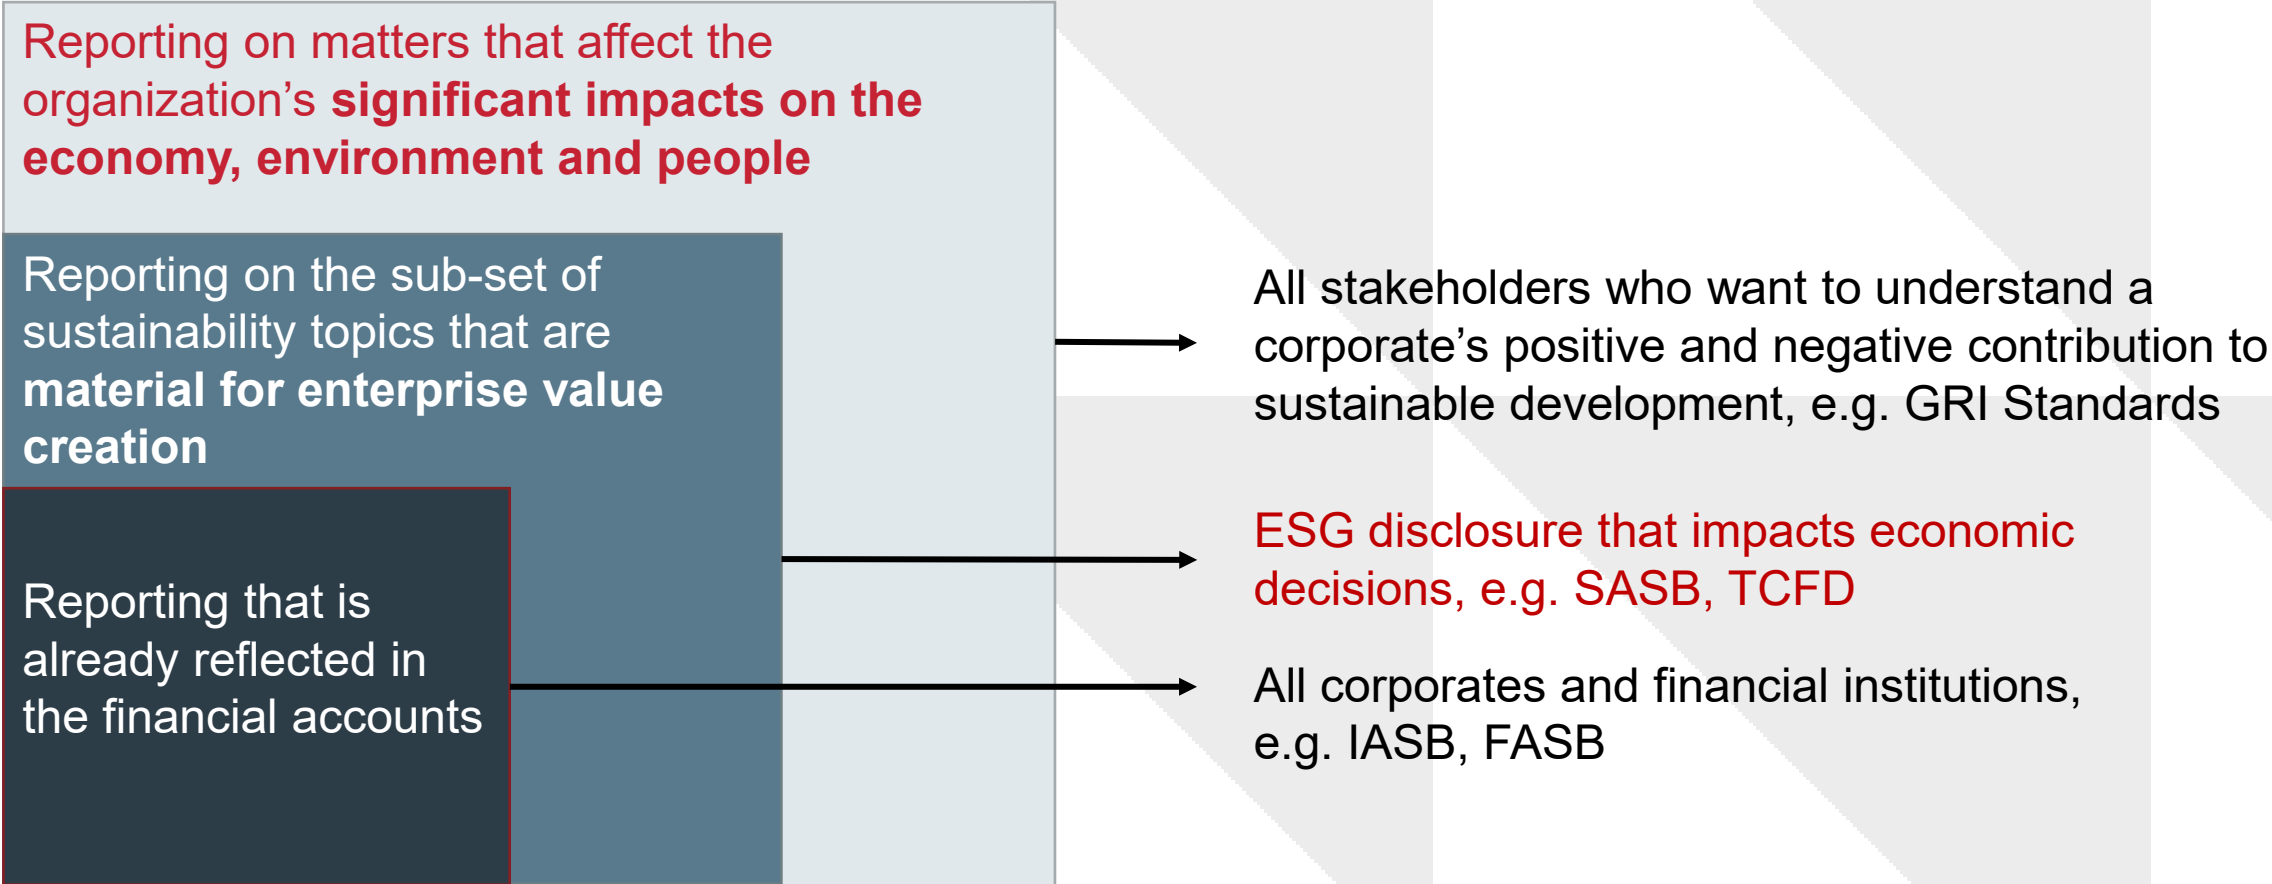 Reporting on matters that affect the
organization’s significant impacts on the
economy, environment and people
Reporting on the sub-set of
sustainability topics that are
material for enterprise value
creation
Reporting that is
already reflected in
the financial accounts
All stakeholders who want to understand a
corporate’s positive and negative contribution to
sustainable development, e.g. GRI Standards
ESG disclosure that impacts economic
decisions, e.g. SASB, TCFD
All corporates and financial institutions,
e.g. IASB, FASB